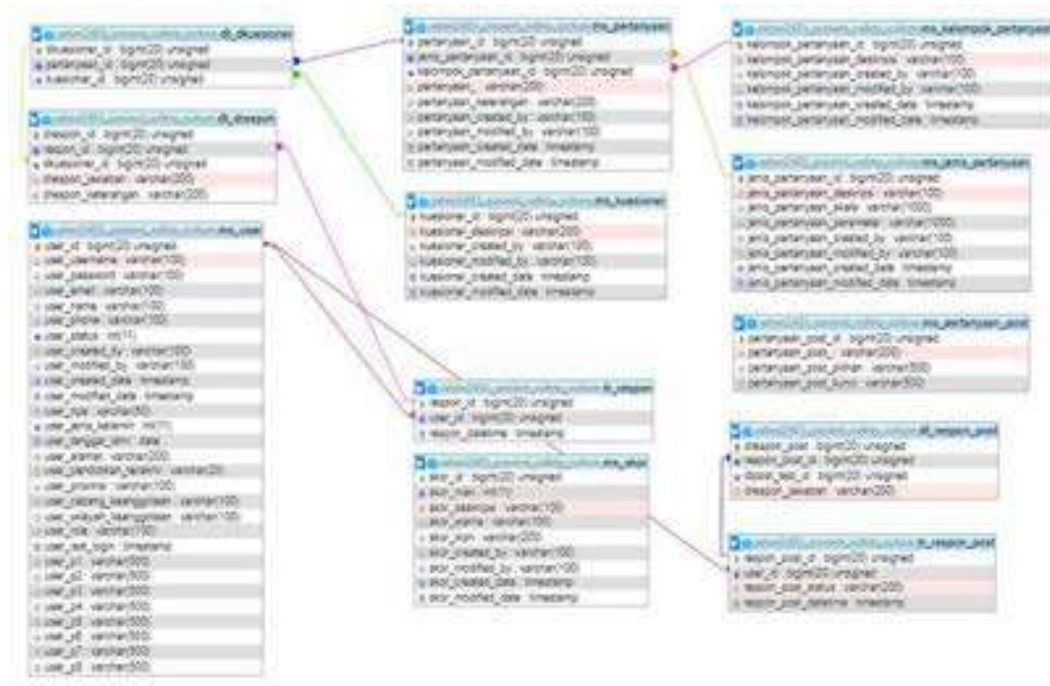 dt_dkuesioner
dkuesioner_id : bigint(20) unsigned
pertanyaan_id : bigint(20) unsigned
kuesioner_id : bigint(20) unsigned
dt_drespon
drespon_id : bigint(20) unsigned
respon_id : bigint(20) unsigned
dkuesioner_id : bigint(20) unsigned
drespon_jawaban : varchar(200)
drespon_keterangan : varchar(200)
ms_user
user_id : bigint(20) unsigned
user_username : varchar(100)
user_password : varchar(100)
user_email : varchar(100)
user_name : varchar(100)
user_phone : varchar(100)
user_status : int(11)
user_created_by : varchar(100)
user_modified_by : varchar(100)
user_created_date : timestamp
user_modified_date : timestamp
user_jenis_kelamin : int(11)
user_tanggal_lahir : date
user_alamat : varchar(200)
user_pendidikan_terakhir : varchar(20)
user_provinsi : varchar(100)
user_cabang_keanggotaan : varchar(100)
user_wilayah_keanggotaan : varchar(100)
user_role : varchar(100)
user_last_login : timestamp
user_p1 : varchar(500)
user_p2 : varchar(500)
user_p3 : varchar(500)
user_p4 : varchar(500)
user_p5 : varchar(500)
user_p6 : varchar(500)
user_p7 : varchar(500)
user_p8 : varchar(500)
ms_pertanyaan
pertanyaan_id : bigint(20) unsigned
jenis_pertanyaan_id : bigint(20) unsigned
kelompok_pertanyaan_id : bigint(20) unsigned
pertanyaan_ : varchar(200)
pertanyaan_keterangan : varchar(200)
pertanyaan_created_by : varchar(100)
pertanyaan_modified_by : varchar(100)
pertanyaan_created_date : timestamp
pertanyaan_modified_date : timestamp
ms_kuesioner
kuesioner_id : bigint(20) unsigned
kuesioner_deskripsi : varchar(200)
kuesioner_created_by : varchar(100)
kuesioner_modified_by : varchar(100)
kuesioner_created_date : timestamp
kuesioner_modified_date : timestamp
tr_respon
respon_id : bigint(20) unsigned
user_id : bigint(20) unsigned
respon_datetime : timestamp
ms_skor
skor_id : bigint(20) unsigned
skor_deskripsi : varchar(100)
skor_warna : varchar(100)
skor_created_by : varchar(100)
skor_modified_by : varchar(100)
skor_created_date : timestamp
skor_modified_date : timestamp
ms_kelompok_pertanyaan
kelompok_pertanyaan_id : bigint(20) unsigned
kelompok_pertanyaan_deskripsi : varchar(100)
kelompok_pertanyaan_created_by : varchar(100)
kelompok_pertanyaan_modified_by : varchar(100)
kelompok_pertanyaan_created_date : timestamp
kelompok_pertanyaan_modified_date : timestamp
ms_jenis_pertanyaan
jenis_pertanyaan_id : bigint(20) unsigned
jenis_pertanyaan_deskripsi : varchar(100)
jenis_pertanyaan_skala : varchar(1000)
jenis_pertanyaan_parameter : varchar(1000)
jenis_pertanyaan_created_by : varchar(100)
jenis_pertanyaan_modified_by : varchar(100)
jenis_pertanyaan_created_date : timestamp
jenis_pertanyaan_modified_date : timestamp
ms_pertanyaan_post
pertanyaan_post_id : bigint(20) unsigned
pertanyaan_post_ : varchar(200)
pertanyaan_post_pilihan : varchar(500)
pertanyaan_post_kunci : varchar(500)
dt_respon_post
drespon_post : bigint(20) unsigned
respon_post_id : bigint(20) unsigned
drespon_jawaban : varchar(200)
tr_respon_post
respon_post_id : bigint(20) unsigned
user_id : bigint(20) unsigned
respon_post_status : varchar(200)
respon_post_datetime : timestamp